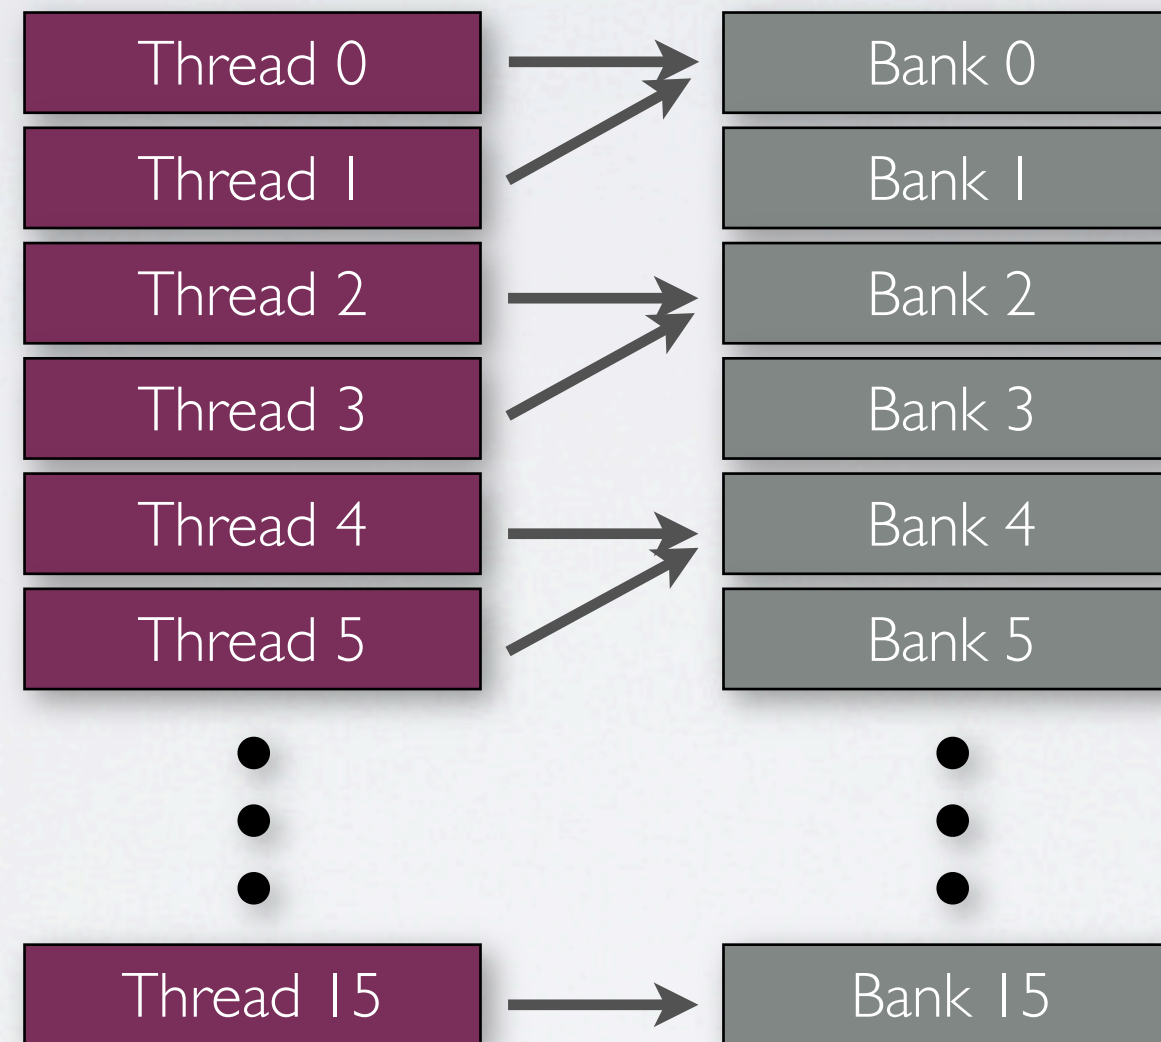 Thread 0
Bank 0
Thread 1
Bank 1
Thread 2
Bank 2
Thread 3
Bank 3
Thread 4
Bank 4
Thread 5
Bank 5
Thread 15
Bank 15